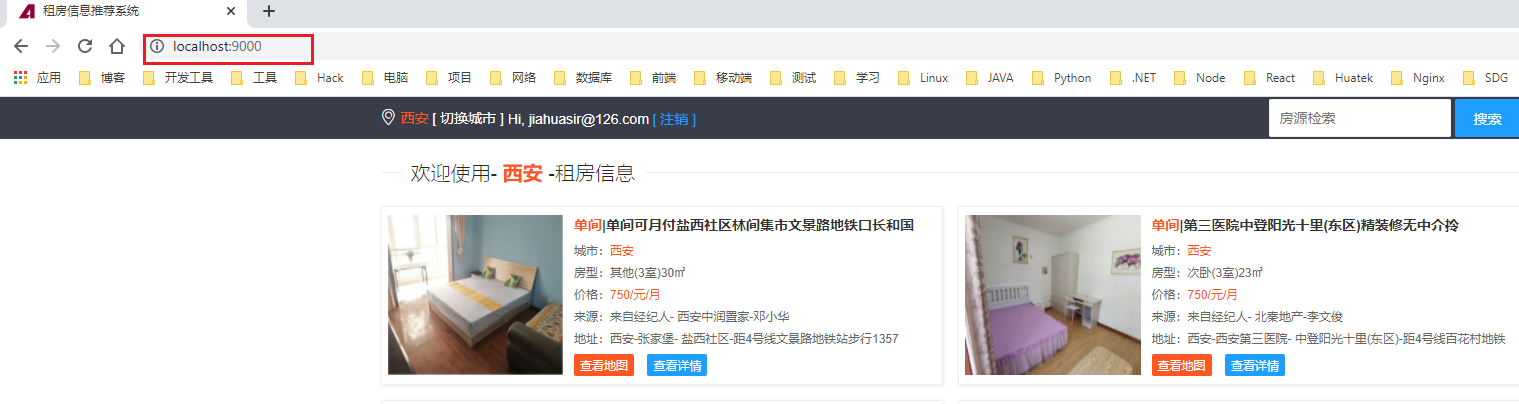 租房信息推荐系统
localhost:9000
应用 博客 开发工具 工具 Hack 电脑 项目 网络 数据库 前端 移动端 测试 学习 Linux JAVA Python .NET Node React Huatek Nginx SDG
西安 [ 切换城市 ] Hi, jiahuasir@126.com [ 注销 ] 房源检索 搜索
欢迎使用- 西安 -租房信息
单间|单间可月付盐西社区林间集市文景路地铁口长和国
城市：西安
房型：其他(3室)30㎡
价格：750/元/月
来源：来自经纪人- 西安中润置家-邓小华
地址：西安-张家堡- 盐西社区-距4号线文景路地铁站步行1357
查看地图 查看详情
单间|第三医院中登阳光十里(东区)精装修无中介拎
城市：西安
房型：次卧(3室)23㎡
价格：750/元/月
来源：来自经纪人- 北秦地产-李文俊
地址：西安-西安第三医院- 中登阳光十里(东区)-距4号线百花村地铁
查看地图 查看详情